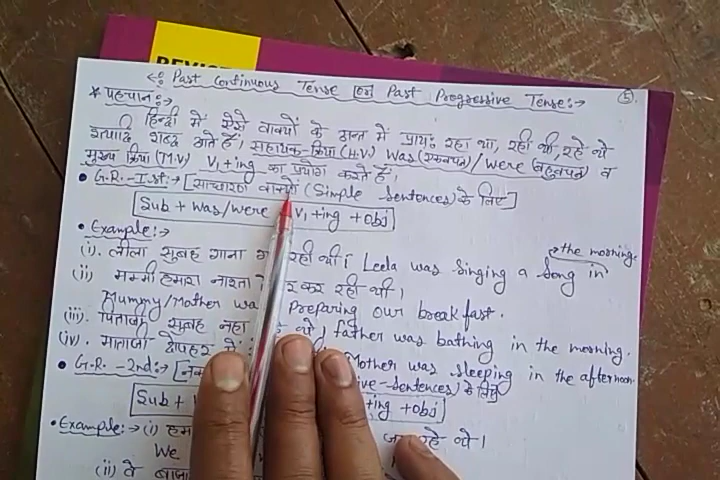 REVISI
Past Continuous Tense (or) Past Progressive Tense:→ (5).
* पहचान:→
हिन्दी में ऐसे वाक्यों के अन्त में प्रायः रहा था, रही थी, रहे थे
इत्यादि शब्द आते हैं। सहायक-क्रिया (H.V.) Was (एकवचन)/Were (बहुवचन) व
मुख्य क्रिया (M.V) V₁+ing का प्रयोग करते हैं।
• G.R.-Ist:→ [साधारण वाक्यों (Simple Sentences) के लिए]
Sub + Was/Were V₁+ing +Obj
• Example:→
(i). लीला सुबह गाना रही थी। Leela was Singing a Song in the morning.
(ii) मम्मी हमारा नाश्ता कर रही थी।
Mummy/Mother wa preparing our breakfast.
(iii). पिताजी सुबह नहा थे। father was bathing in the morning.
(iv). माताजी दोपहर में Mother was sleeping in the afternoon.
• G.R.-2nd:→ ive-sentences) के लिए
Sub + ing +Obj
• Example:→ (i) हम जा रहे थे।
We
(ii) वे